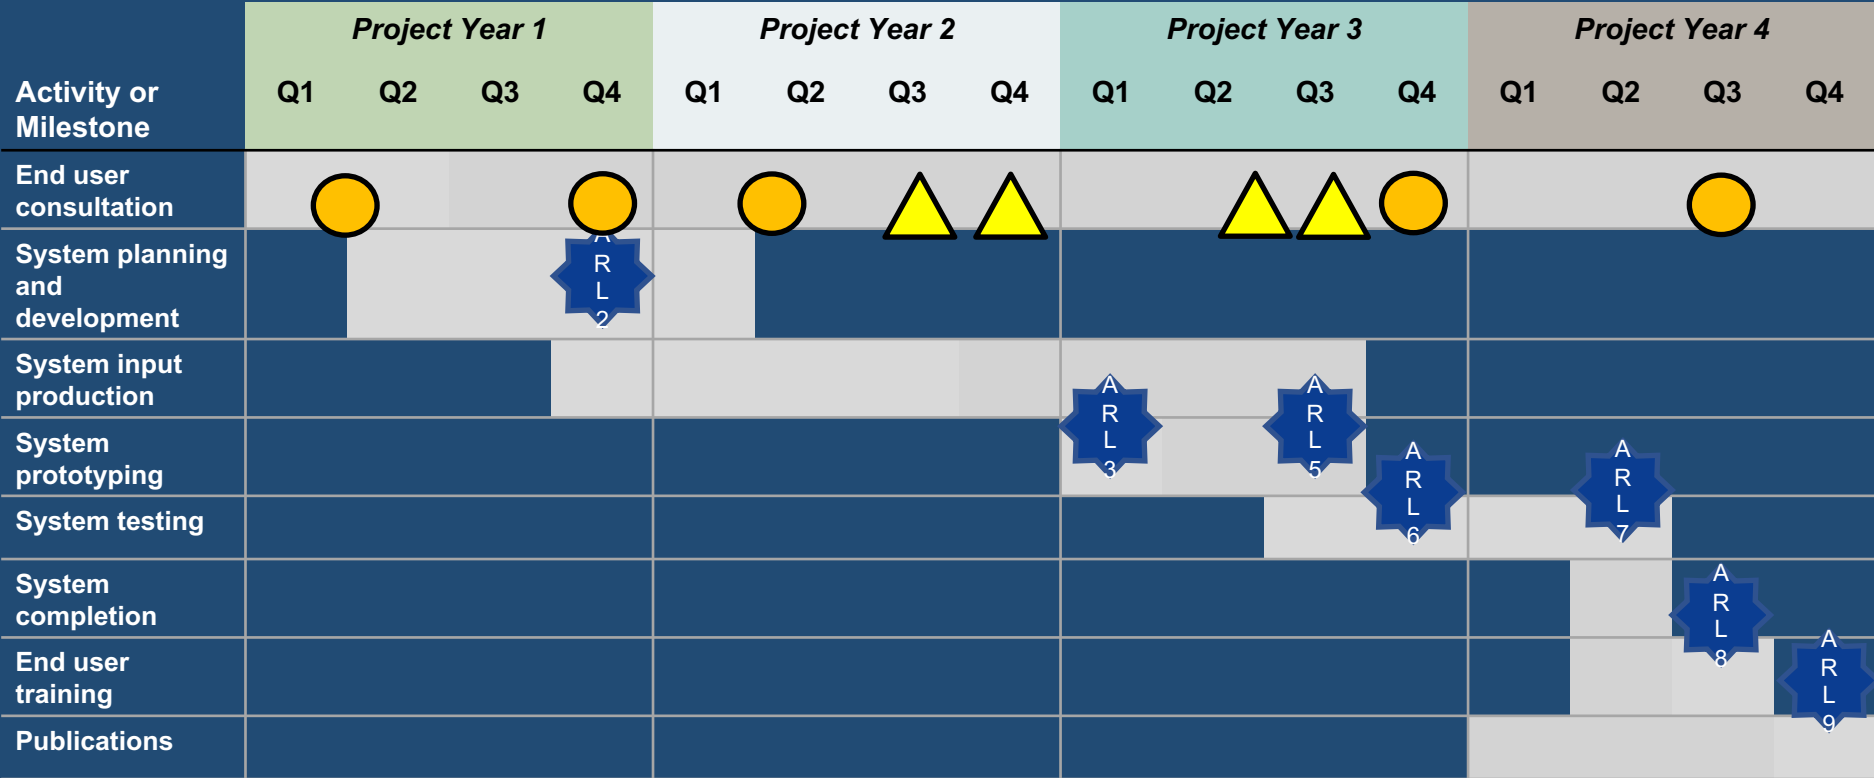 Project Year 1 Project Year 2 Project Year 3 Project Year 4
Activity or
Milestone
Q1 Q2 Q3 Q4 Q1 Q2 Q3 Q4 Q1 Q2 Q3 Q4 Q1 Q2 Q3 Q4
End user
consultation
System planning
and
development
A
R
L
2
System input
production
System
prototyping
A
R
L
3
A
R
L
5
A
R
L
6
A
R
L
7
System testing
System
completion
A
R
L
8
End user
training
A
R
L
9
Publications